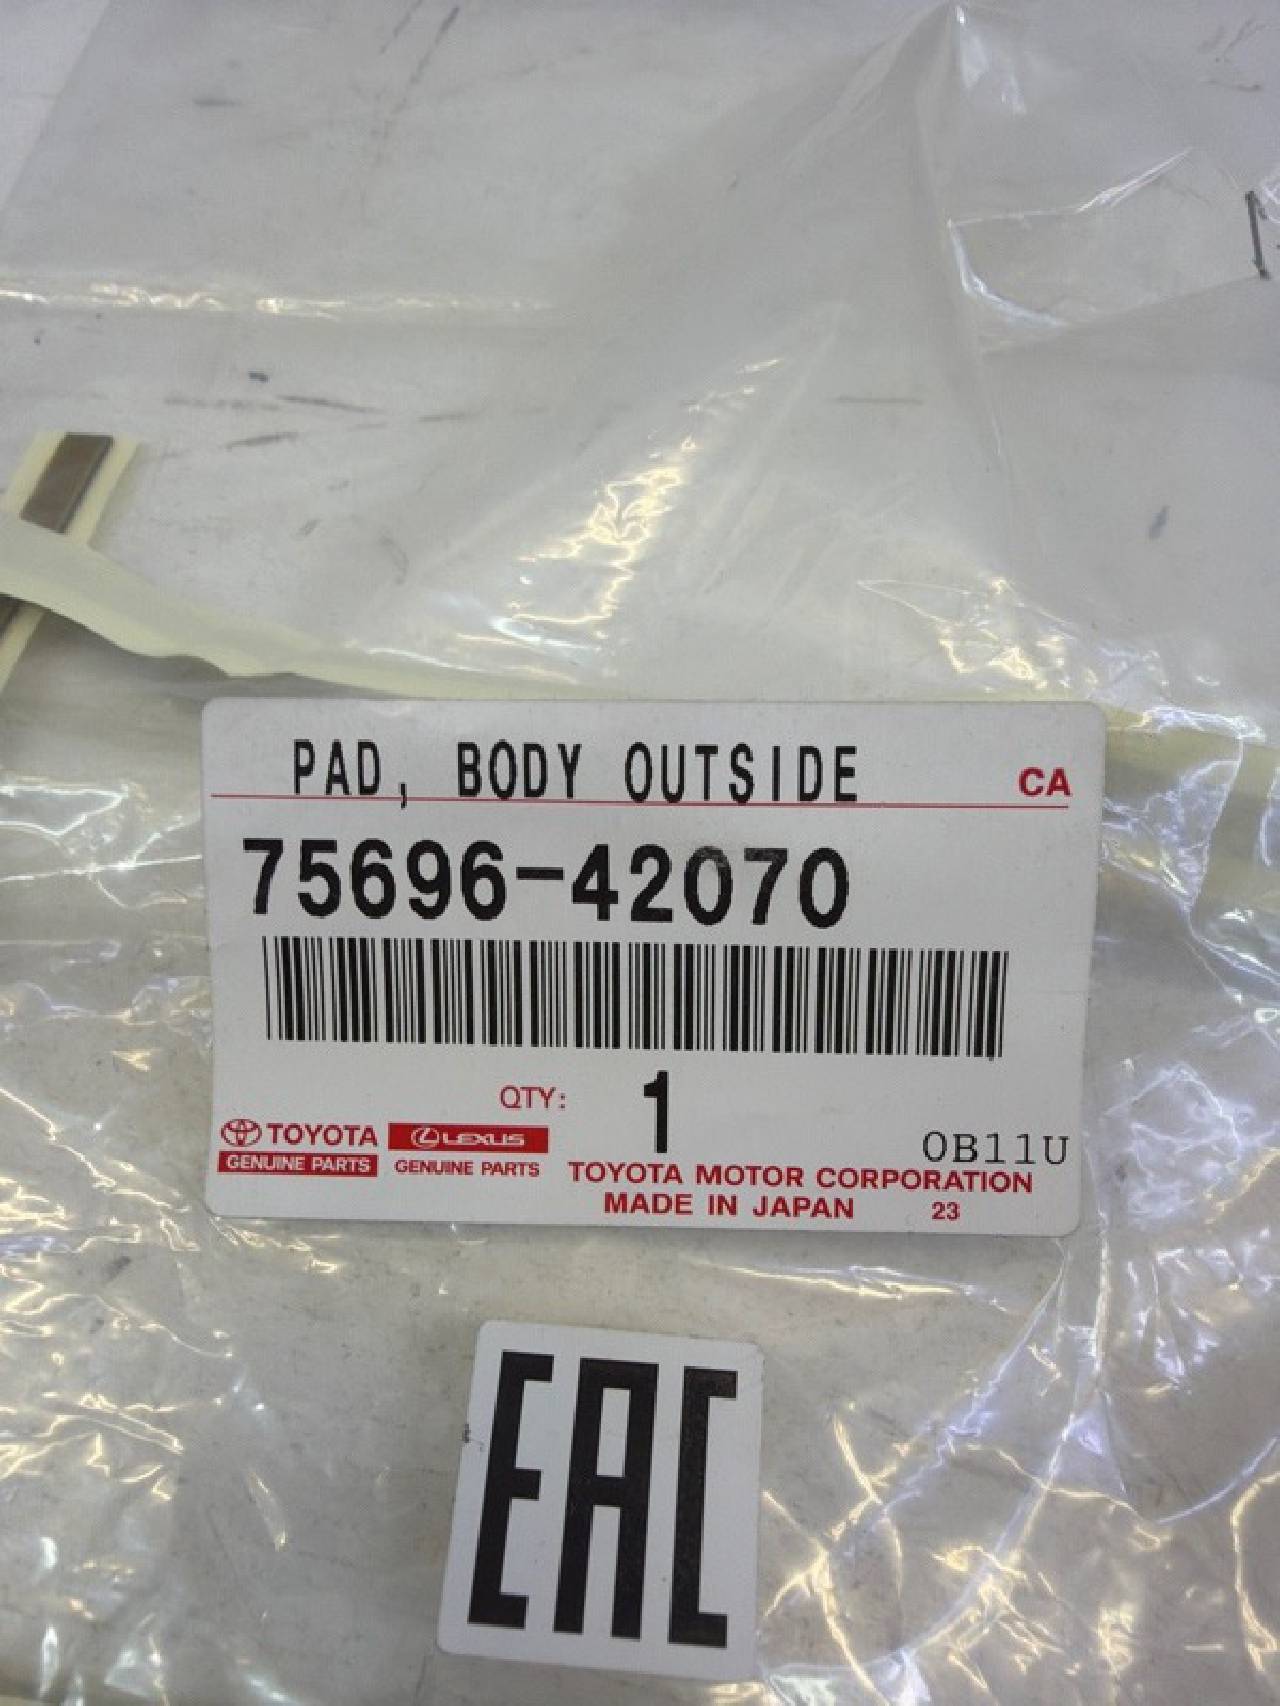 PAD, BODY OUTSIDE CA
75696-42070
QTY: 1
TOYOTA LEXUS 0B11U
GENUINE PARTS GENUINE PARTS TOYOTA MOTOR CORPORATION
MADE IN JAPAN 23
EAC